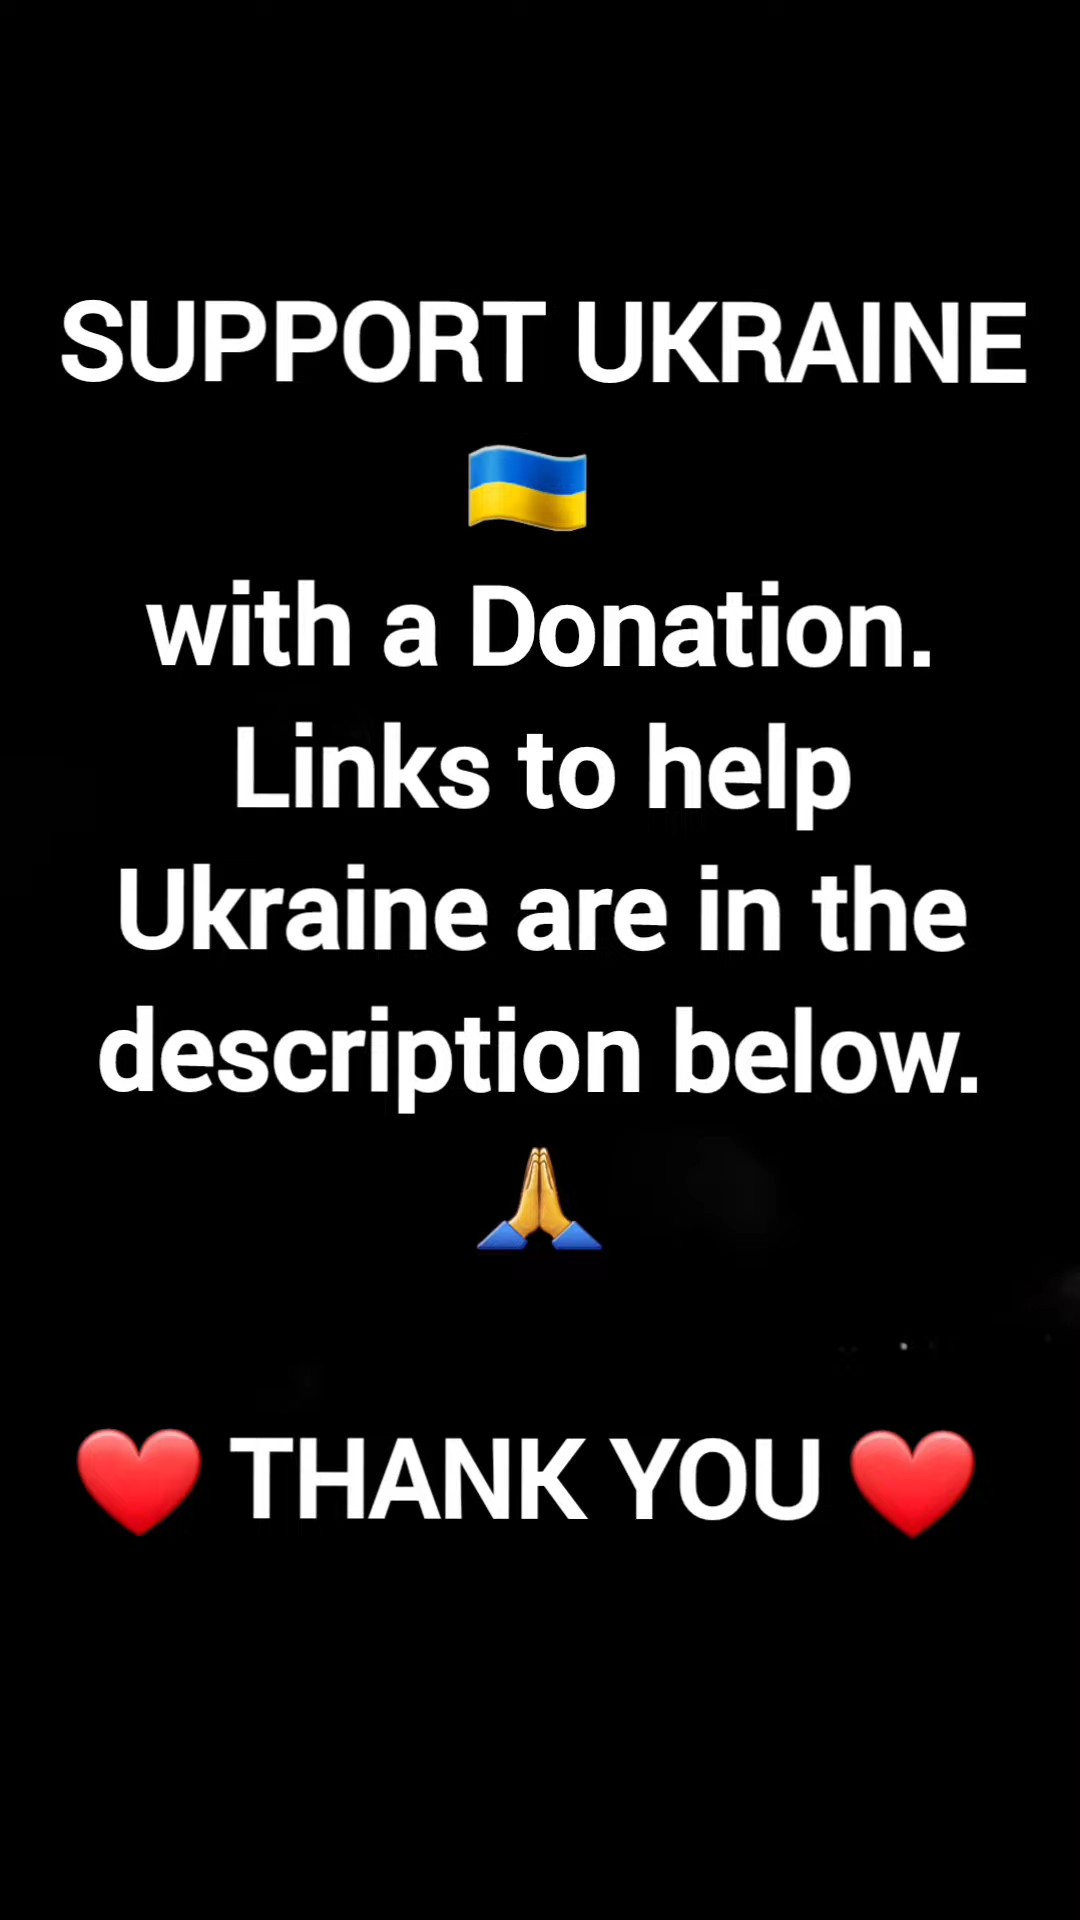 SUPPORT UKRAINE
🇺🇦
with a Donation.
Links to help
Ukraine are in the
description below.
🙏
❤️ THANK YOU ❤️